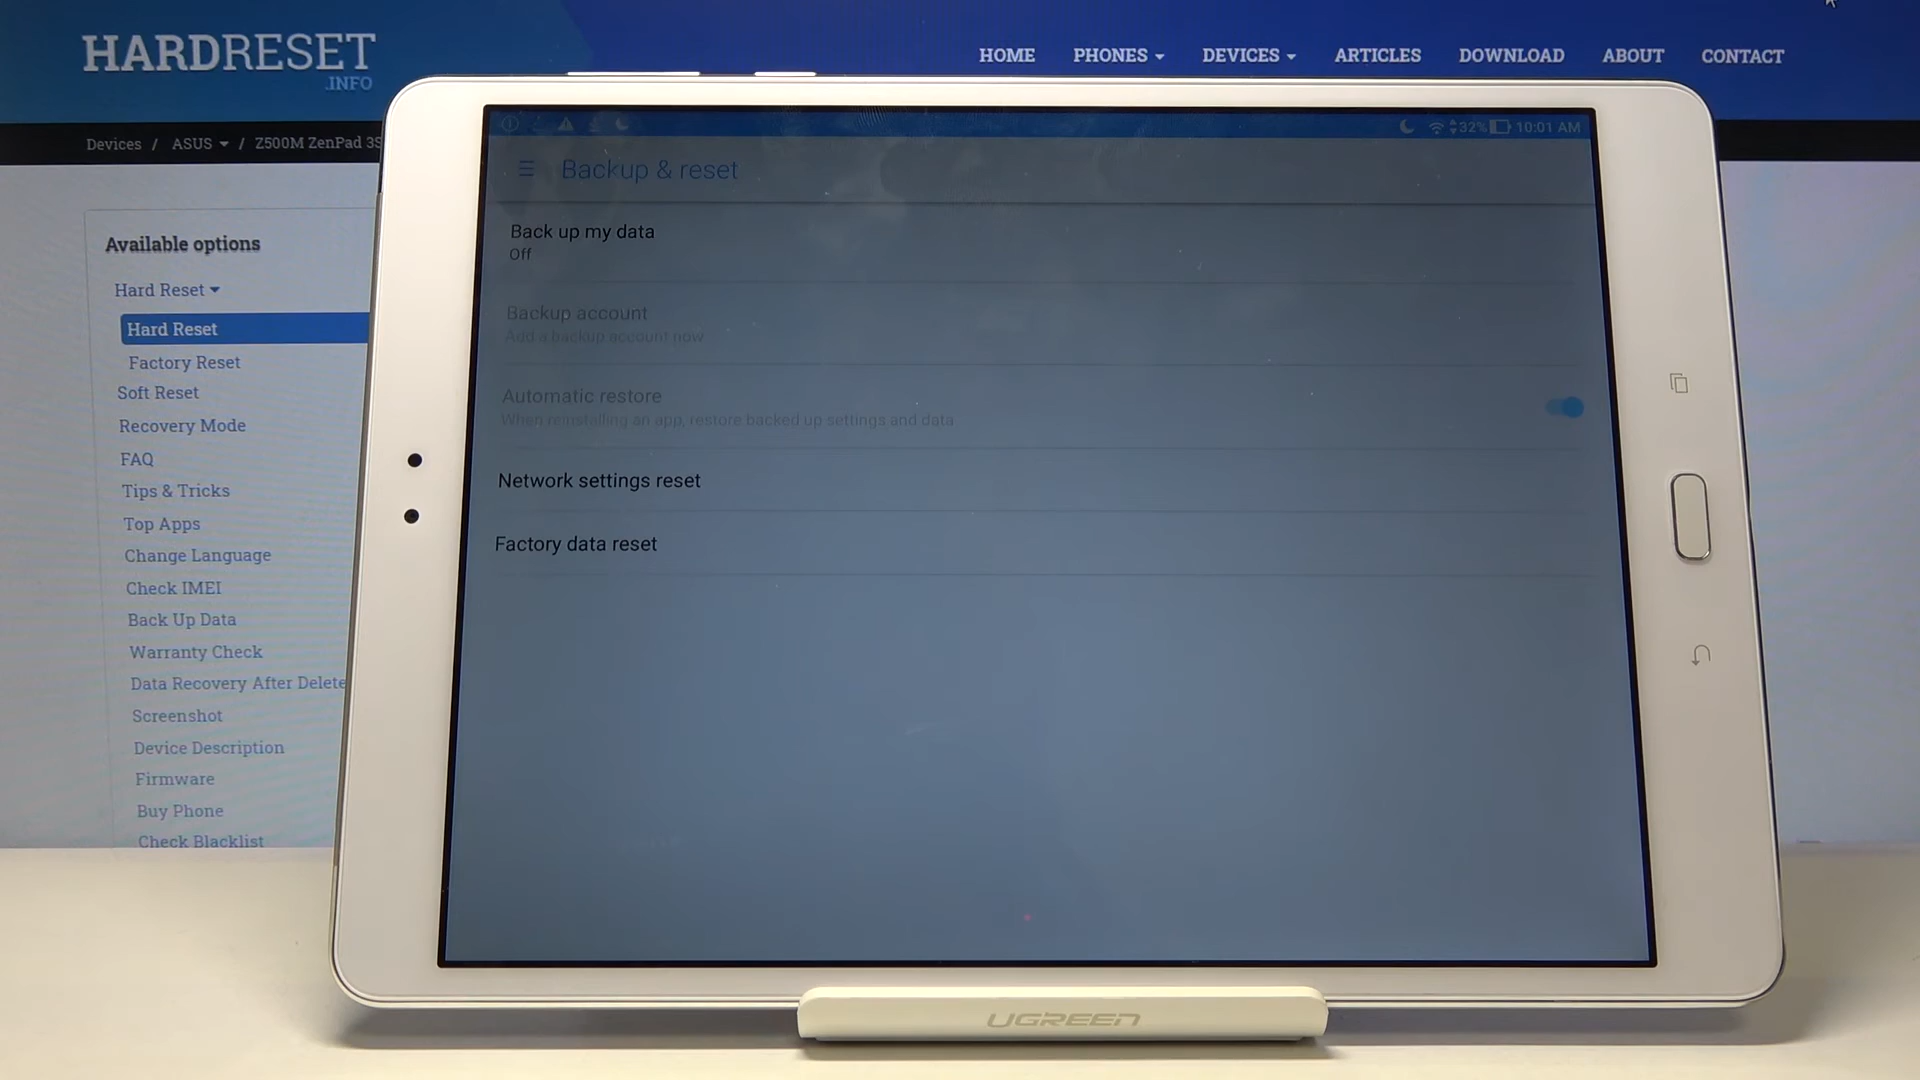 HARDRESET
.INFO
HOME PHONES DEVICES ARTICLES DOWNLOAD ABOUT CONTACT
Devices / ASUS / Z500M ZenPad 3S
Available options
Hard Reset
Hard Reset
Factory Reset
Soft Reset
Recovery Mode
FAQ
Tips & Tricks
Top Apps
Change Language
Check IMEI
Back Up Data
Warranty Check
Data Recovery After Delete
Screenshot
Device Description
Firmware
Buy Phone
Check Blacklist
32% 10:01 AM
Backup & reset
Back up my data
Off
Backup account
Add a backup account now
Automatic restore
When reinstalling an app, restore backed up settings and data
Network settings reset
Factory data reset
UGREEN